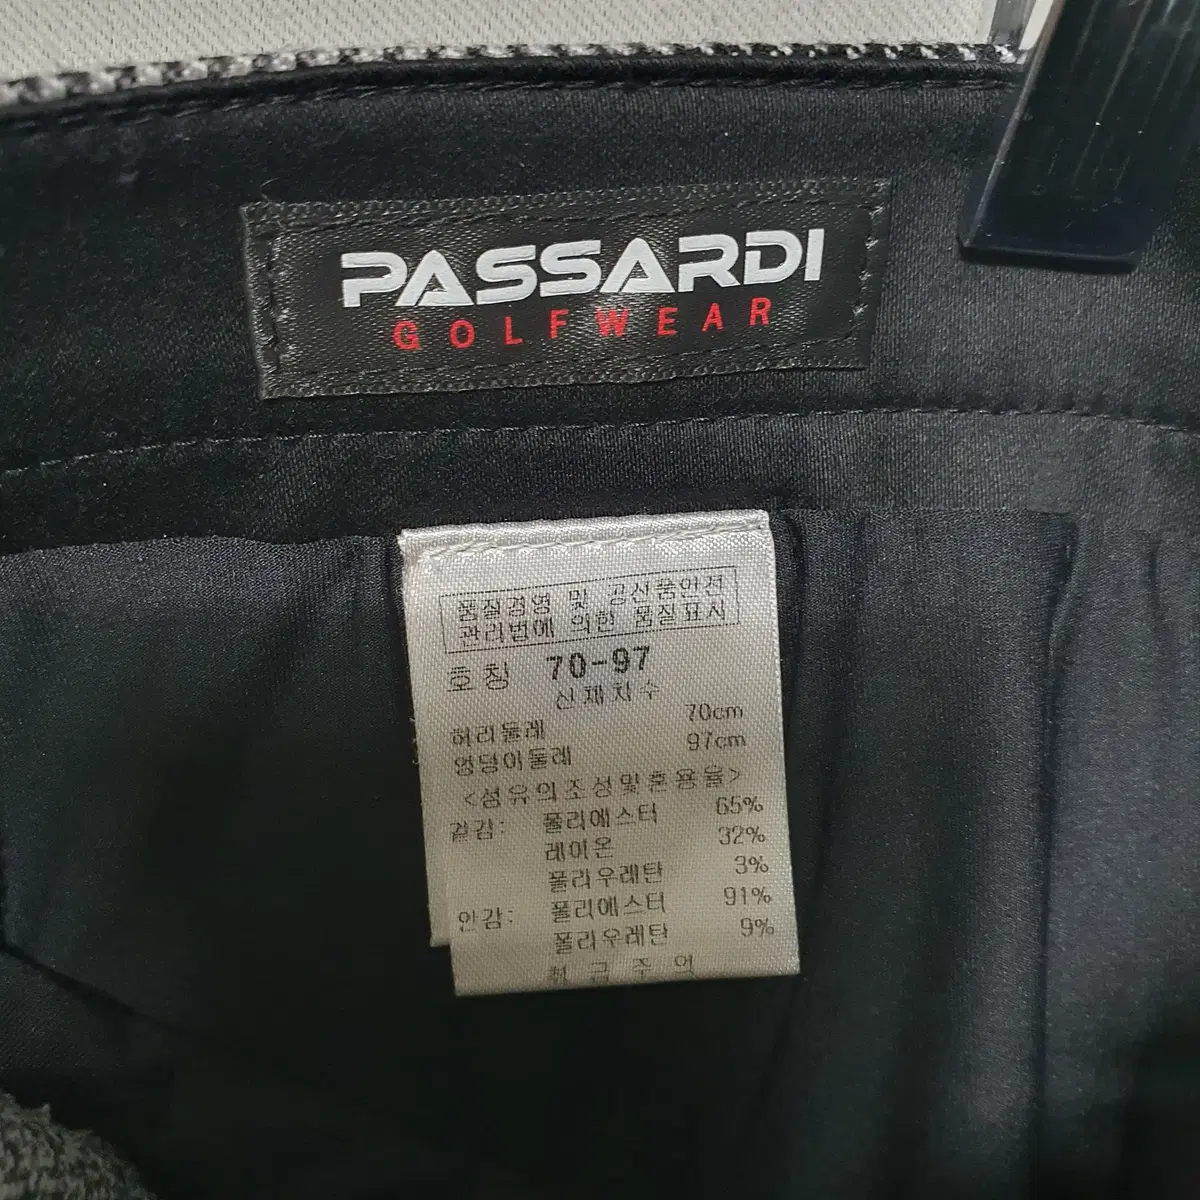 PASSARDI
GOLFWEAR
품질경영 및 공산품안전
관리법에 의한 품질표시
호칭 70-97
신체치수
허리둘레 70cm
엉덩이둘레 97cm
<섬유의조성및혼용율>
겉감: 폴리에스터 65%
레이온 32%
폴리우레탄 3%
안감: 폴리에스터 91%
폴리우레탄 9%
취급주의